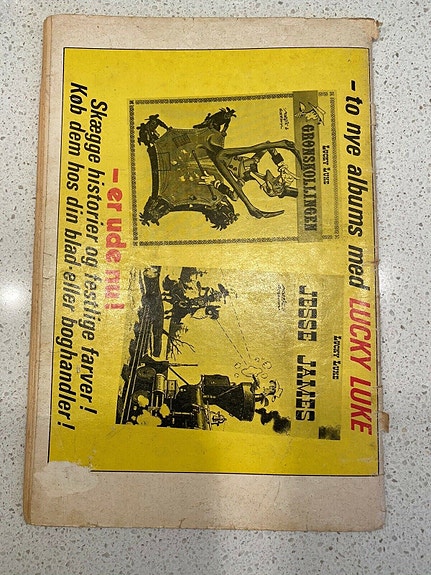 - to nye albums med LUCKY LUKE
LUCKY LUKE
GRØNSKOLLINGEN
LUCKY LUKE
JESSE JAMES
- er ude nu!
Skægge historier og festlige farver!
Køb dem hos din blad- eller boghandler!